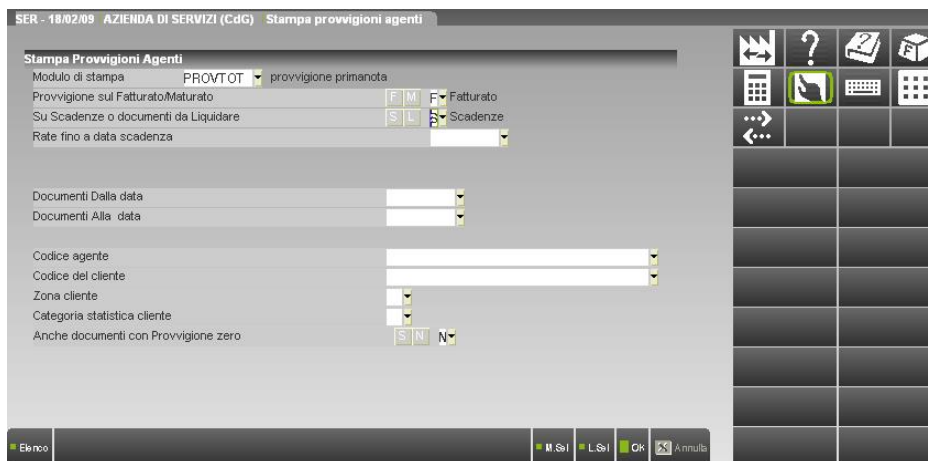 SER - 18/02/09 AZIENDA DI SERVIZI (CdG) Stampa provvigioni agenti
Stampa Provvigioni Agenti
Modulo di stampa PROVTOT provvigione primanota
Provvigione sul Fatturato/Maturato F M F Fatturato
Su Scadenze o documenti da Liquidare S L S Scadenze
Rate fino a data scadenza
Documenti Dalla data
Documenti Alla data
Codice agente
Codice del cliente
Zona cliente
Categoria statistica cliente
Anche documenti con Provvigione zero S N N
Elenco M.Sel L.Sel OK Annulla